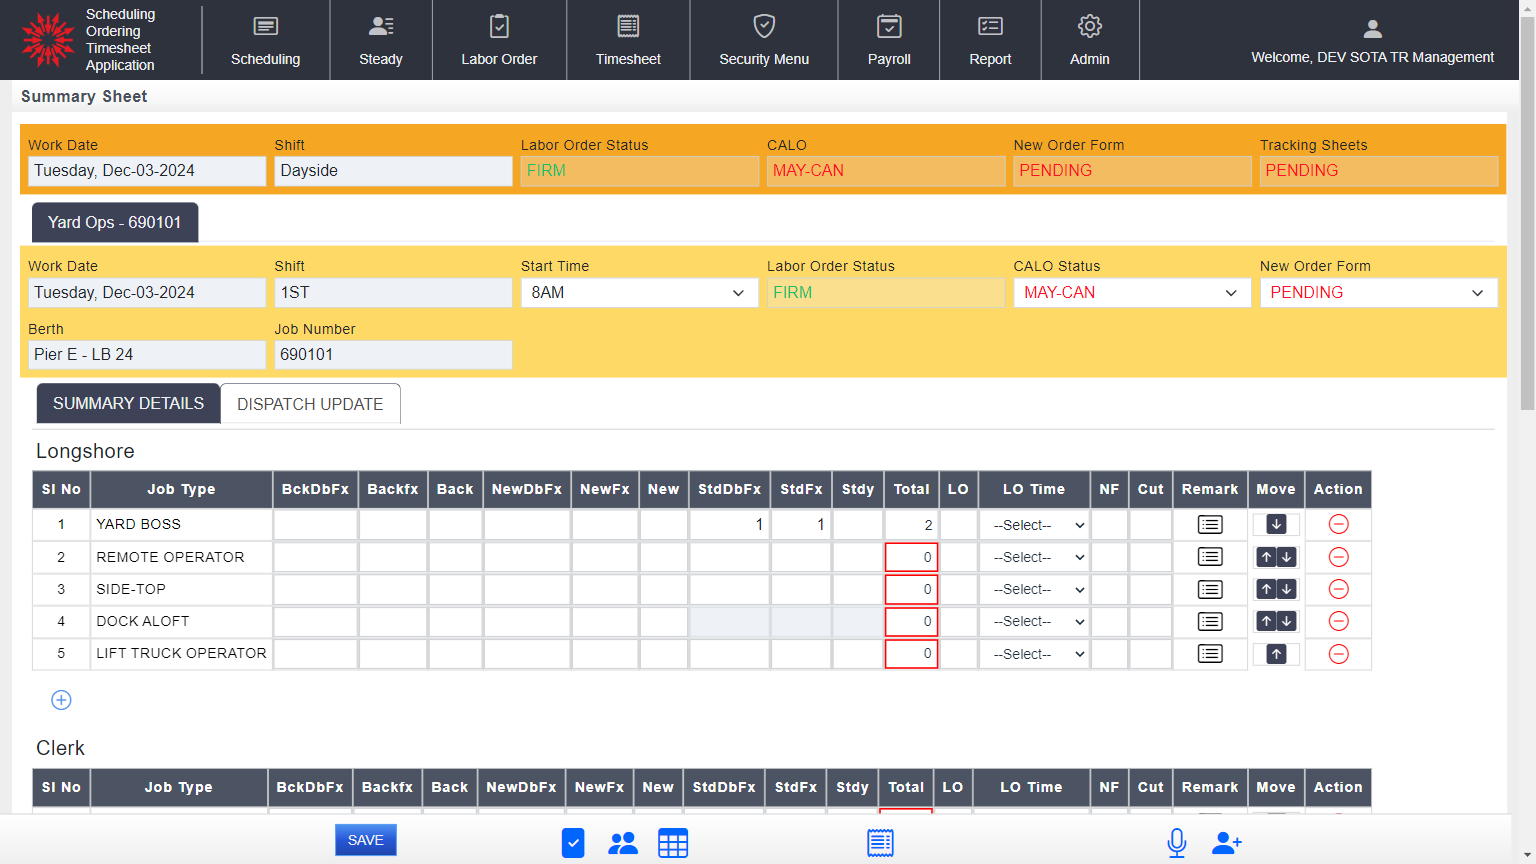 Scheduling
Ordering
Timesheet
Application
Scheduling
Steady
Labor Order
Timesheet
Security Menu
Payroll
Report
Admin
Welcome, DEV SOTA TR Management
Summary Sheet
Work Date Shift Labor Order Status CALO New Order Form Tracking Sheets
Tuesday, Dec-03-2024 Dayside FIRM MAY-CAN PENDING PENDING
Yard Ops - 690101
Work Date Shift Start Time Labor Order Status CALO Status New Order Form
Tuesday, Dec-03-2024 1ST 8AM FIRM MAY-CAN PENDING
Berth Job Number
Pier E - LB 24 690101
SUMMARY DETAILS DISPATCH UPDATE
Longshore
SI No Job Type BckDbFx Backfx Back NewDbFx NewFx New StdDbFx StdFx Stdy Total LO LO Time NF Cut Remark Move Action
1 YARD BOSS 1 1 2 --Select--
2 REMOTE OPERATOR 0 --Select--
3 SIDE-TOP 0 --Select--
4 DOCK ALOFT 0 --Select--
5 LIFT TRUCK OPERATOR 0 --Select--
Clerk
SI No Job Type BckDbFx Backfx Back NewDbFx NewFx New StdDbFx StdFx Stdy Total LO LO Time NF Cut Remark Move Action
SAVE